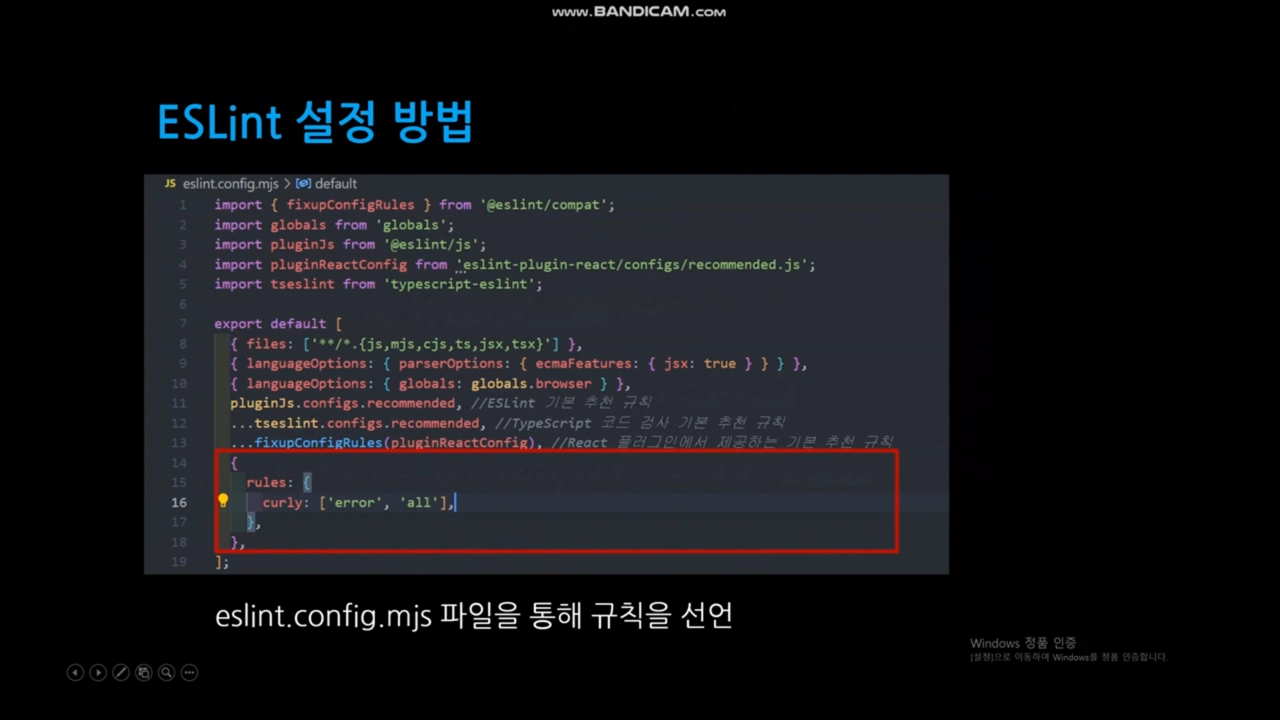 www.BANDICAM.com
ESLint 설정 방법
JS eslint.config.mjs > default
1 import { fixupConfigRules } from '@eslint/compat';
2 import globals from 'globals';
3 import pluginJs from '@eslint/js';
4 import pluginReactConfig from 'eslint-plugin-react/configs/recommended.js';
5 import tseslint from 'typescript-eslint';
6
7 export default [
8 { files: ['**/*.{js,mjs,cjs,ts,jsx,tsx}'] },
9 { languageOptions: { parserOptions: { ecmaFeatures: { jsx: true } } } },
10 { languageOptions: { globals: globals.browser } },
11 pluginJs.configs.recommended, //ESLint 기본 추천 규칙
12 ...tseslint.configs.recommended, //TypeScript 코드 검사 기본 추천 규칙
13 ...fixupConfigRules(pluginReactConfig), //React 플러그인에서 제공하는 기본 추천 규칙
14 {
15 rules: {
16 curly: ['error', 'all'],
17 },
18 },
19 ];
eslint.config.mjs 파일을 통해 규칙을 선언
Windows 정품 인증
[설정]으로 이동하여 Windows를 정품 인증합니다.